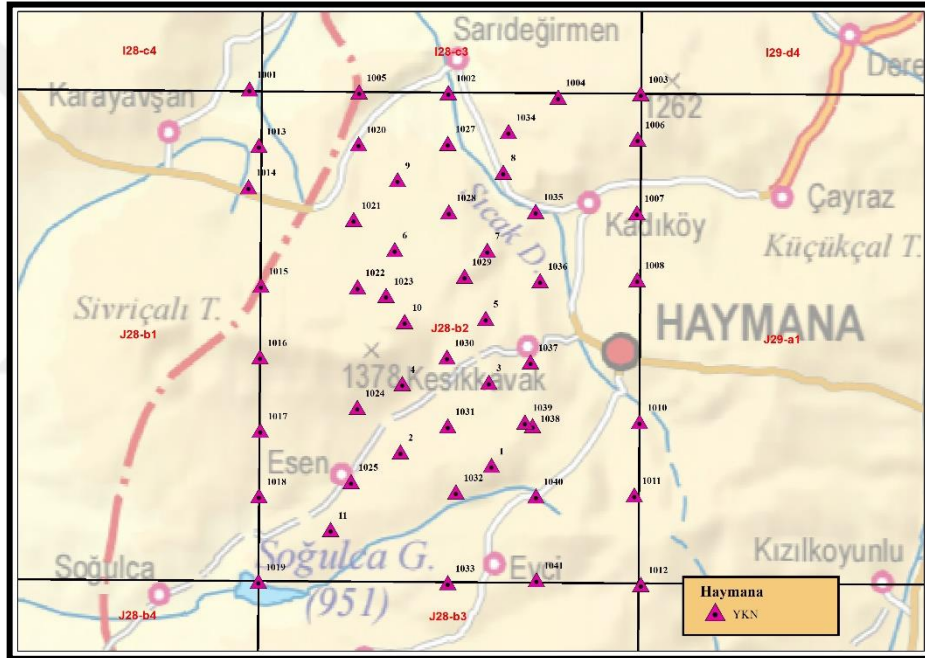 Sarıdeğirmen
I28-c4
I28-c3
I29-d4
Dere
1001
1005
1002
1004
1003
Karayavşan
1262
1034
1006
1013
1020
1027
8
9
1014
Sıcak D.
Çayraz
1021
1028
1035
Kadıköy
1007
6
7
Küçükçal T.
1029
1015
1022
1023
1036
1008
Sivriçalı T.
10
5
J28-b1
J28-b2
HAYMANA
J29-a1
1016
1030
1037
1378
4
Kesikkavak
3
1024
1017
1031
1039
1038
1010
2
1
Esen
1025
1032
1018
1040
1011
11
Soğulca G.
(951)
Soğulca
1019
1033
Evci
1041
1012
Kızılkoyunlu
J28-b4
J28-b3
Haymana
YKN